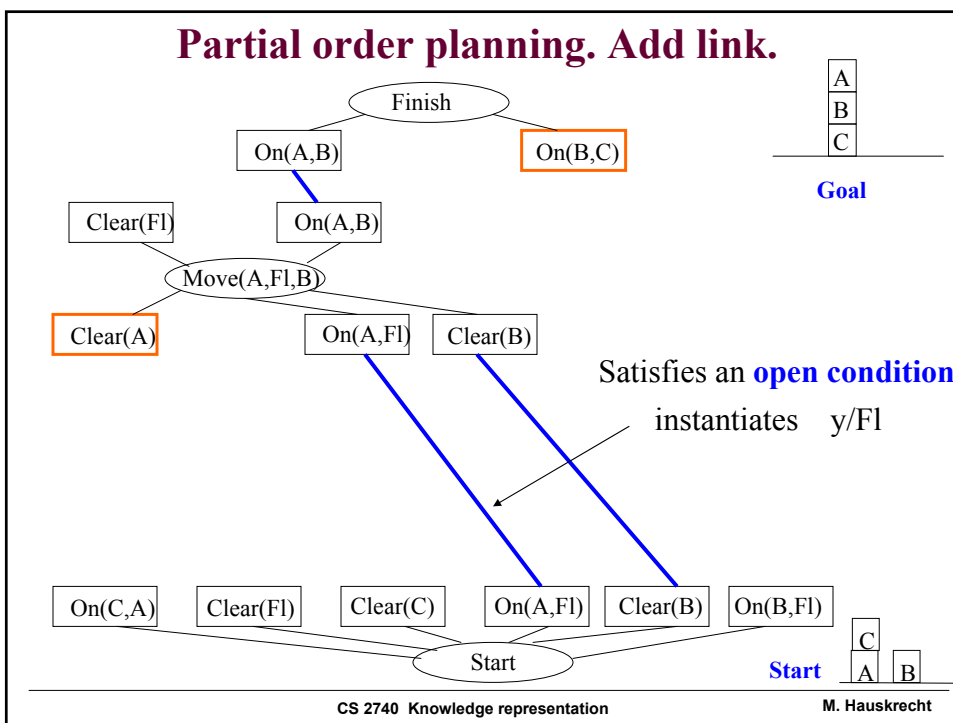 Partial order planning. Add link.
Finish
On(A,B)
On(B,C)
A
B
C
Goal
Clear(Fl)
On(A,B)
Move(A,Fl,B)
Clear(A)
On(A,Fl)
Clear(B)
Satisfies an open condition
instantiates y/Fl
On(C,A)
Clear(Fl)
Clear(C)
On(A,Fl)
Clear(B)
On(B,Fl)
Start
Start
C
A
B
CS 2740 Knowledge representation
M. Hauskrecht